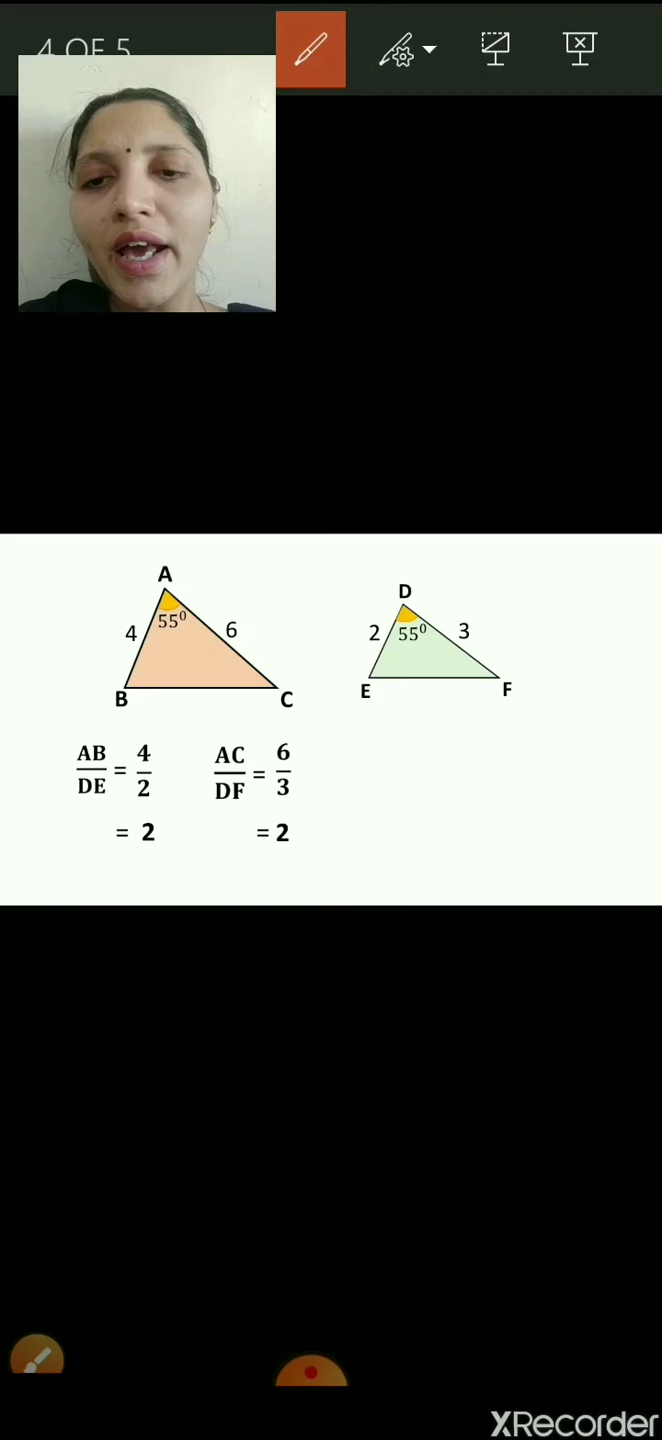 4 OF 5
A
D
55⁰
4
6
2
55⁰
3
B
C
E
F
AB/DE = 4/2
AC/DF = 6/3
= 2
= 2
XRecorder